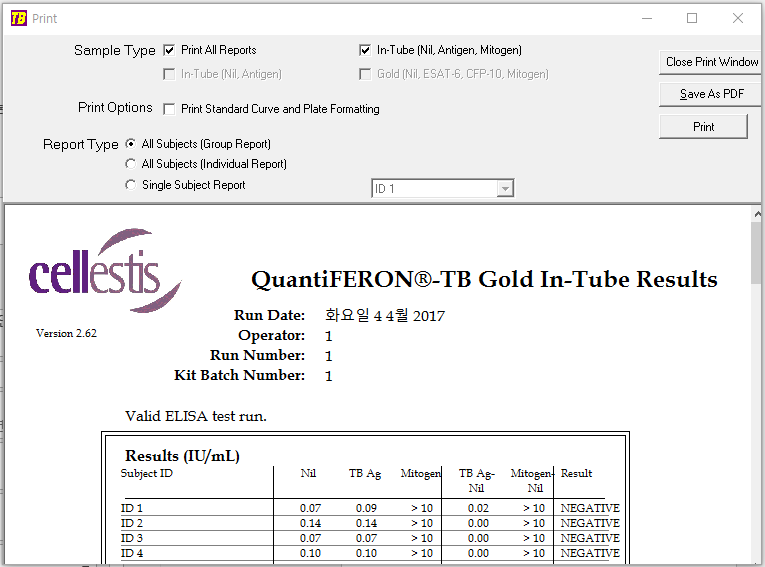 TB Print
Sample Type Print All Reports In-Tube (Nil, Antigen, Mitogen)
In-Tube (Nil, Antigen) Gold (Nil, ESAT-6, CFP-10, Mitogen)
Close Print Window
Save As PDF
Print Options Print Standard Curve and Plate Formatting
Print
Report Type All Subjects (Group Report)
All Subjects (Individual Report)
Single Subject Report ID 1
cellestis
QuantiFERON®-TB Gold In-Tube Results
Version 2.62
Run Date: 화요일 4 4월 2017
Operator: 1
Run Number: 1
Kit Batch Number: 1
Valid ELISA test run.
Results (IU/mL)
Subject ID Nil TB Ag Mitogen TB Ag- Mitogen- Result
Nil Nil
ID 1 0.07 0.09 > 10 0.02 > 10 NEGATIVE
ID 2 0.14 0.14 > 10 0.00 > 10 NEGATIVE
ID 3 0.07 0.07 > 10 0.00 > 10 NEGATIVE
ID 4 0.10 0.10 > 10 0.00 > 10 NEGATIVE